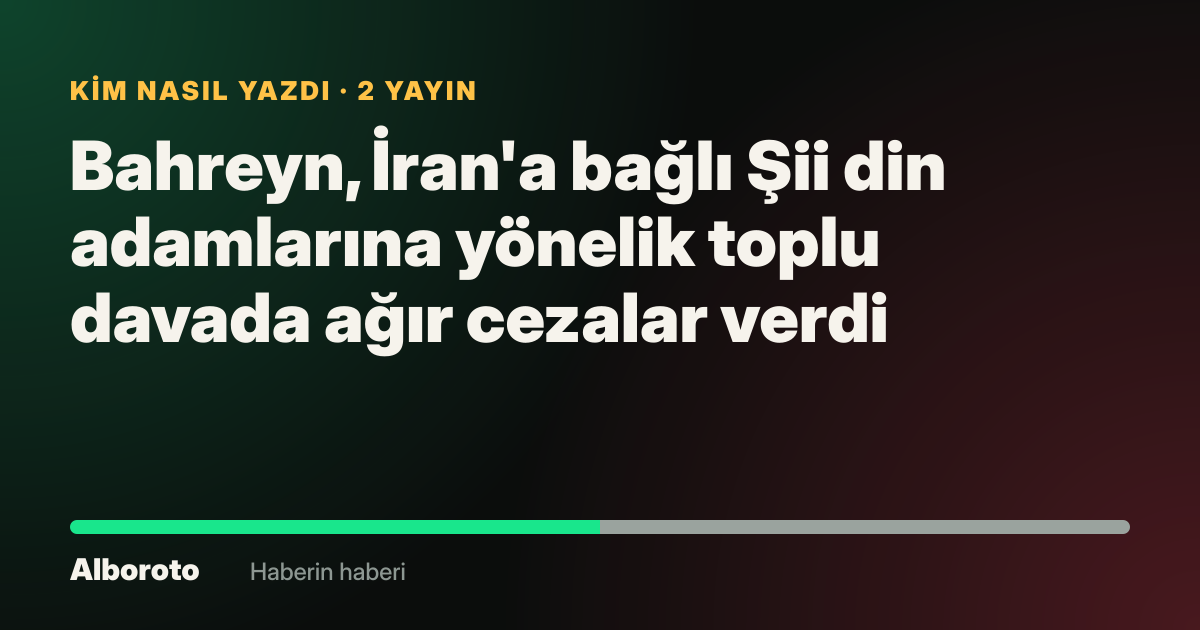 KİM NASIL YAZDI · 2 YAYIN
Bahreyn, İran'a bağlı Şii din
adamlarına yönelik toplu
davada ağır cezalar verdi
Alboroto
Haberin haberi